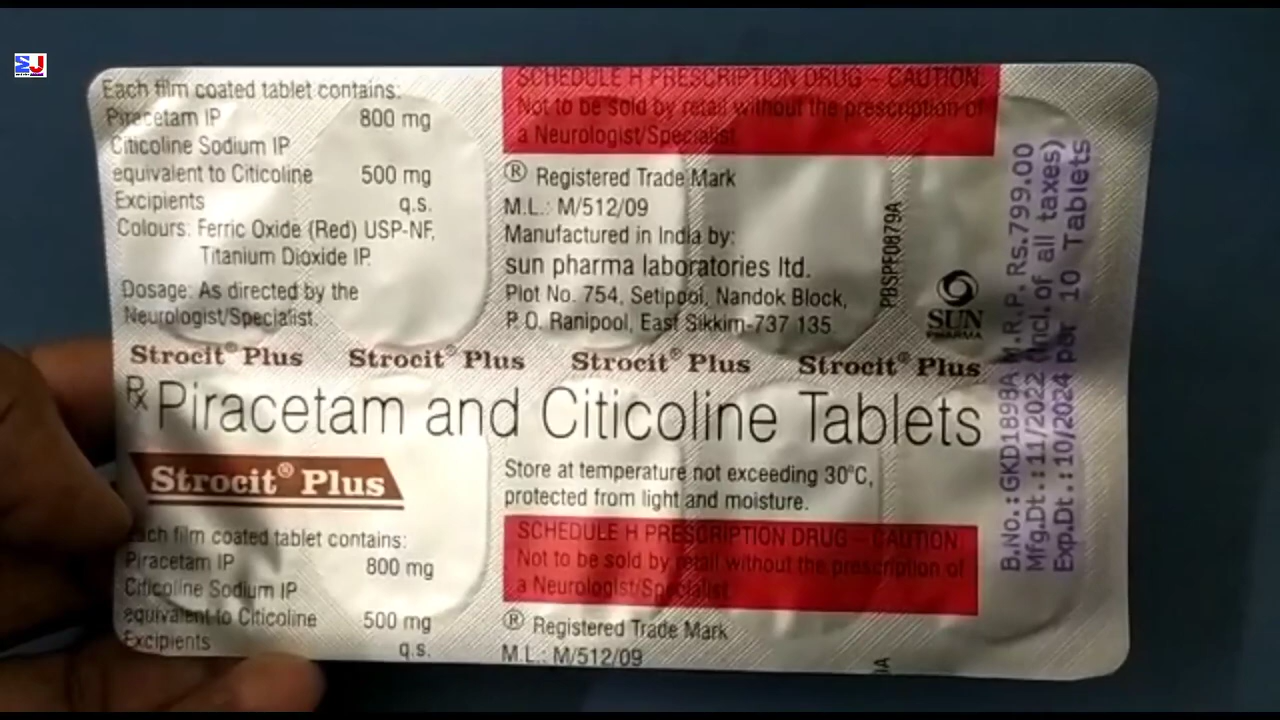 Each film coated tablet contains:
Piracetam IP 800 mg
Citicoline Sodium IP
equivalent to Citicoline 500 mg
Excipients q.s.
Colours: Ferric Oxide (Red) USP-NF,
Titanium Dioxide IP.
Dosage: As directed by the
Neurologist/Specialist.
SCHEDULE H PRESCRIPTION DRUG – CAUTION
Not to be sold by retail without the prescription of
a Neurologist/Specialist
® Registered Trade Mark
M.L.: M/512/09
Manufactured in India by:
sun pharma laboratories ltd.
Plot No. 754, Setipool, Nandok Block,
P.O. Ranipool, East Sikkim-737 135
PBSPF0879A
SUN
PHARMA
Strocit® Plus Strocit® Plus Strocit® Plus Strocit® Plus
Rx Piracetam and Citicoline Tablets
Strocit® Plus
Each film coated tablet contains:
Piracetam IP 800 mg
Citicoline Sodium IP
equivalent to Citicoline 500 mg
Excipients q.s.
Store at temperature not exceeding 30°C,
protected from light and moisture.
SCHEDULE H PRESCRIPTION DRUG – CAUTION
Not to be sold by retail without the prescription of
a Neurologist/Specialist
® Registered Trade Mark
M.L.: M/512/09
B.No.:GKD1898A M.R.P. Rs.799.00
Mfg.Dt.:11/2022 (Incl. of all taxes)
Exp.Dt.:10/2024 per 10 Tablets